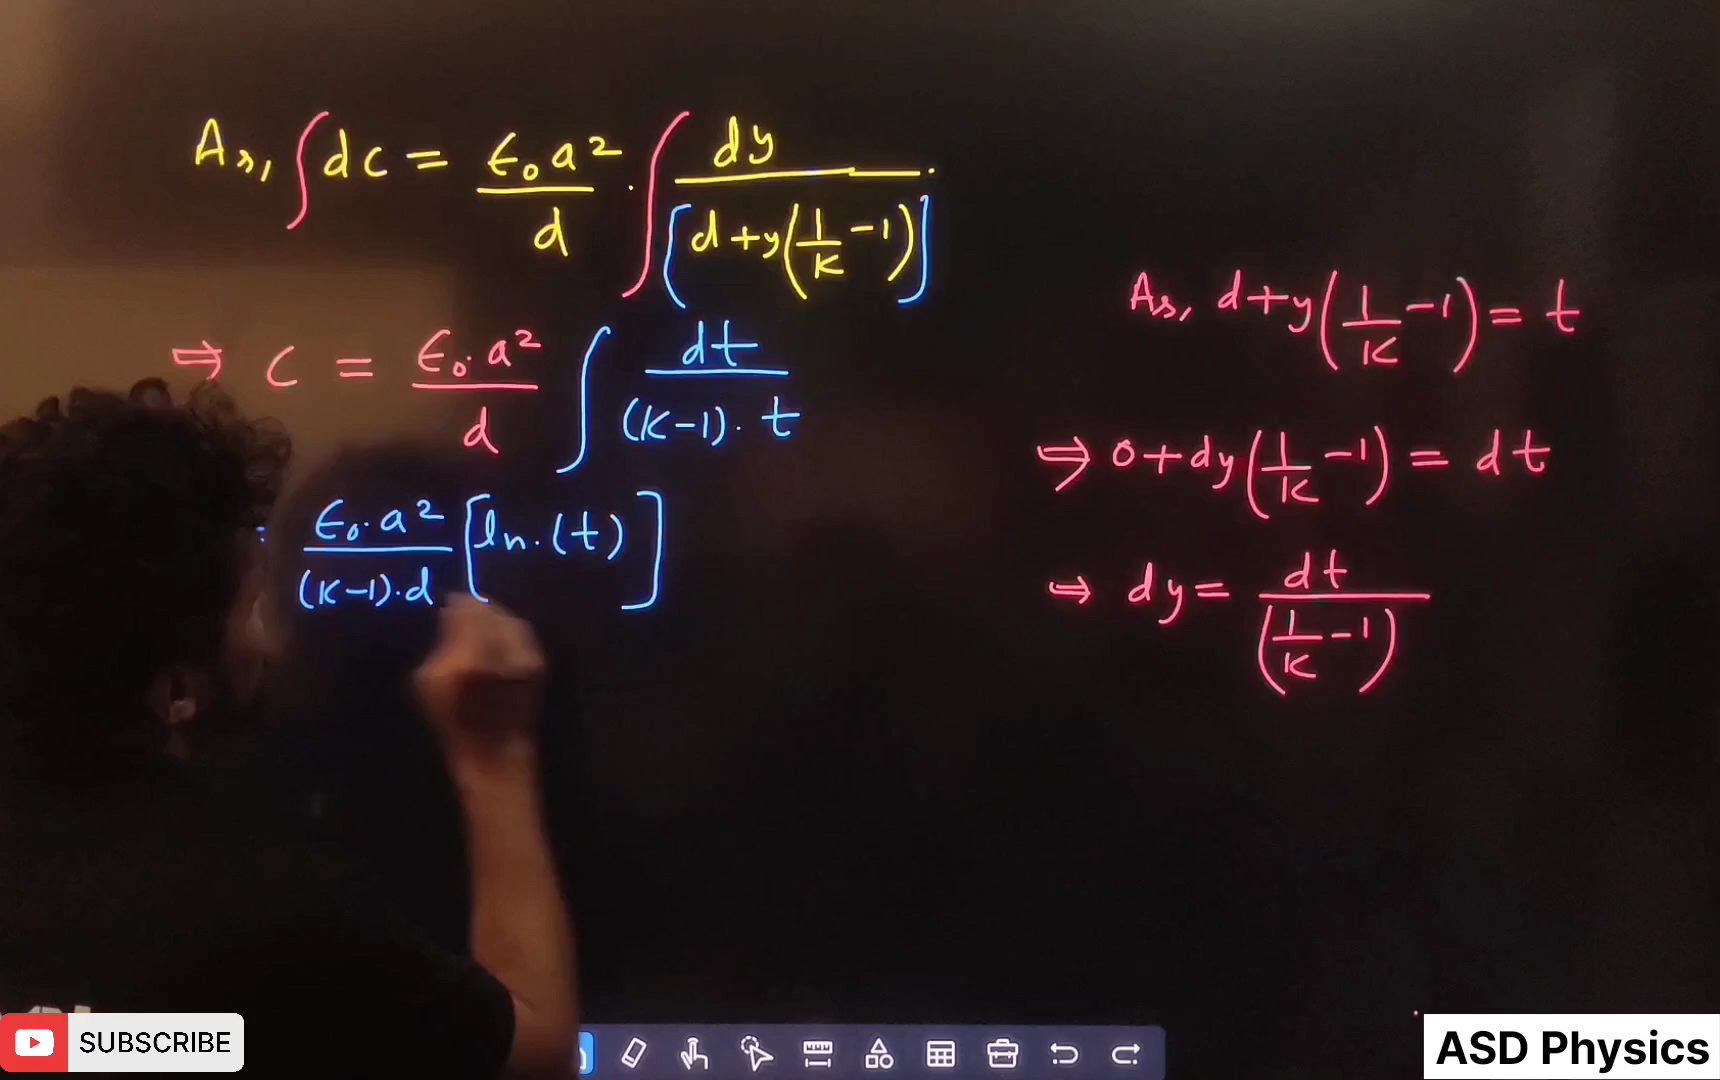 As, ∫dc = ε₀a²/d · ∫ dy/[d+y(1/K−1)]
⇒ C = ε₀·a²/d ∫ dt/((K−1)·t)
ε₀·a²/((K−1)·d) [ln.(t)]
As, d+y(1/K−1) = t
⇒ 0+dy(1/K−1) = dt
⇒ dy = dt/(1/K−1)
SUBSCRIBE
ASD Physics